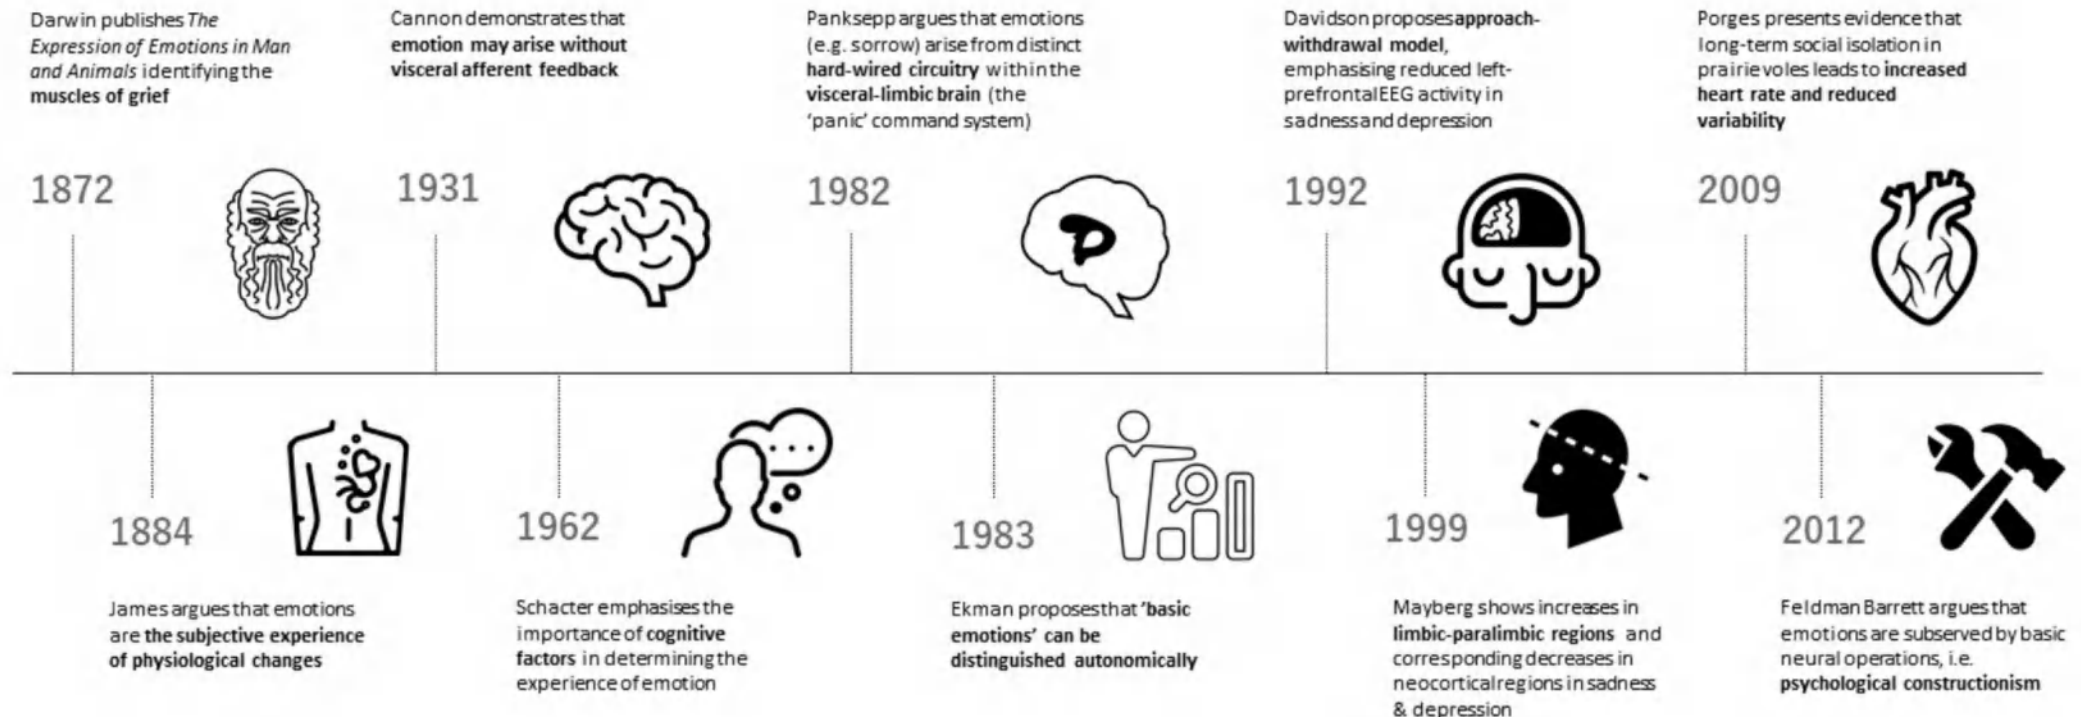 Darwin publishes The
Expression of Emotions in Man
and Animals identifying the
muscles of grief
1872
Cannon demonstrates that
emotion may arise without
visceral afferent feedback
1931
Panksepp argues that emotions
(e.g. sorrow) arise from distinct
hard-wired circuitry within the
visceral-limbic brain (the
‘panic’ command system)
1982
Davidson proposes approach-
withdrawal model,
emphasising reduced left-
prefrontal EEG activity in
sadness and depression
1992
Porges presents evidence that
long-term social isolation in
prairie voles leads to increased
heart rate and reduced
variability
2009
1884
James argues that emotions
are the subjective experience
of physiological changes
1962
Schacter emphasises the
importance of cognitive
factors in determining the
experience of emotion
1983
Ekman proposes that ‘basic
emotions’ can be
distinguished autonomically
1999
Mayberg shows increases in
limbic-paralimbic regions and
corresponding decreases in
neocortical regions in sadness
& depression
2012
Feldman Barrett argues that
emotions are subserved by basic
neural operations, i.e.
psychological constructionism